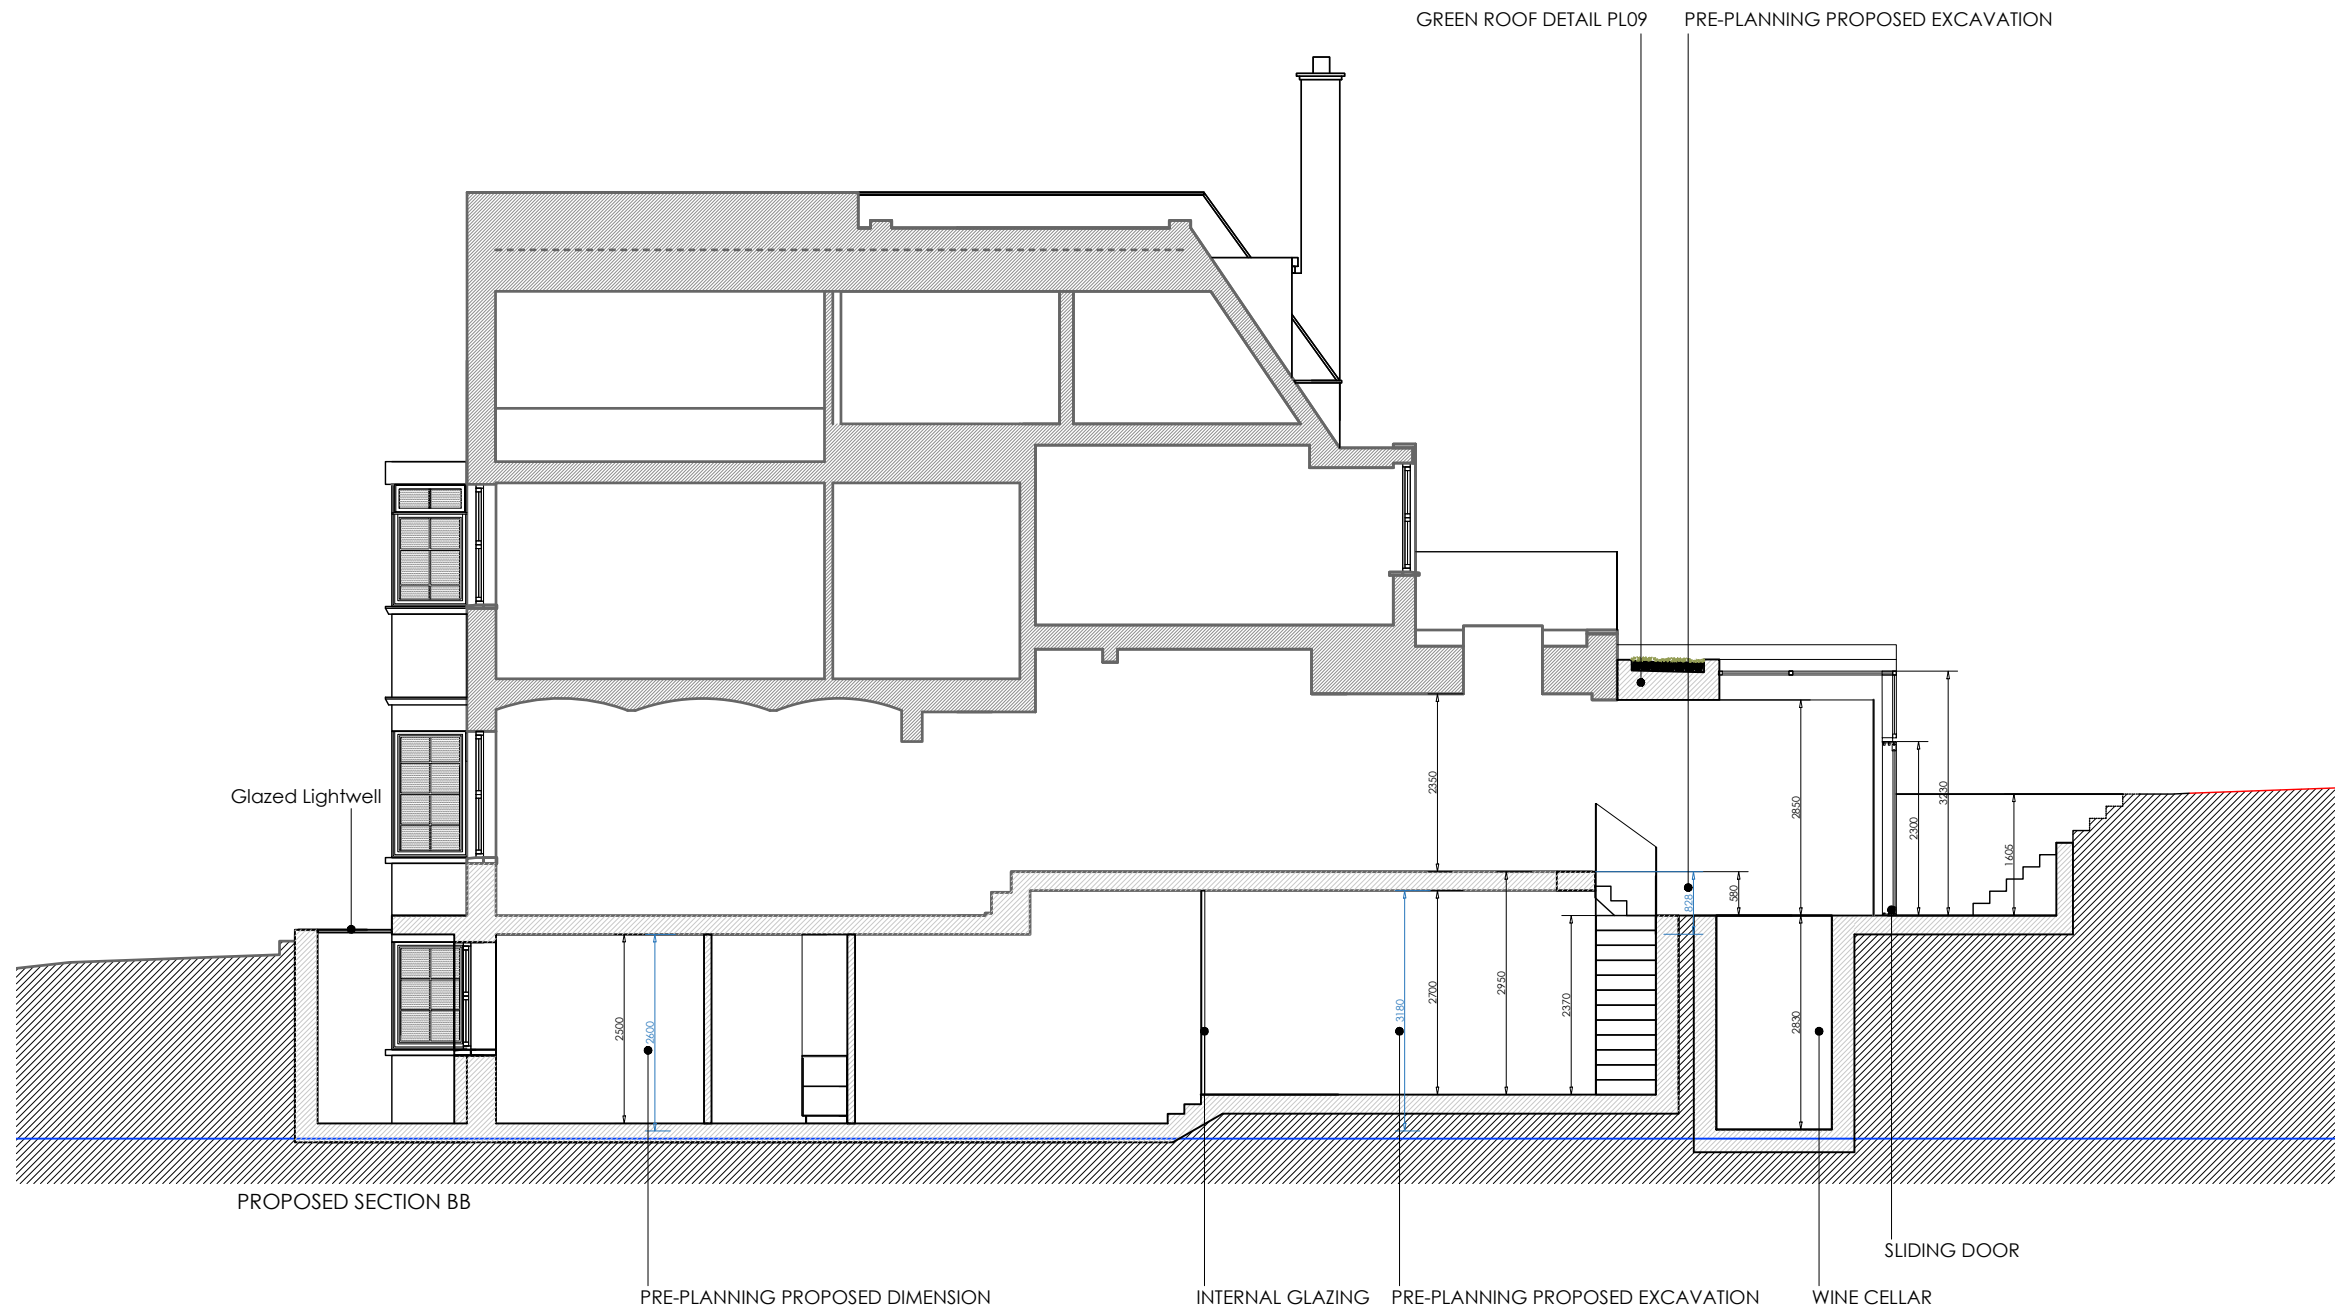 GREEN ROOF DETAIL PL09
PRE-PLANNING PROPOSED EXCAVATION
Glazed Lightwell
2350
2850
3230
2300
1605
828
580
2500
2600
3180
2700
2950
2370
2830
PROPOSED SECTION BB
SLIDING DOOR
PRE-PLANNING PROPOSED DIMENSION
INTERNAL GLAZING
PRE-PLANNING PROPOSED EXCAVATION
WINE CELLAR